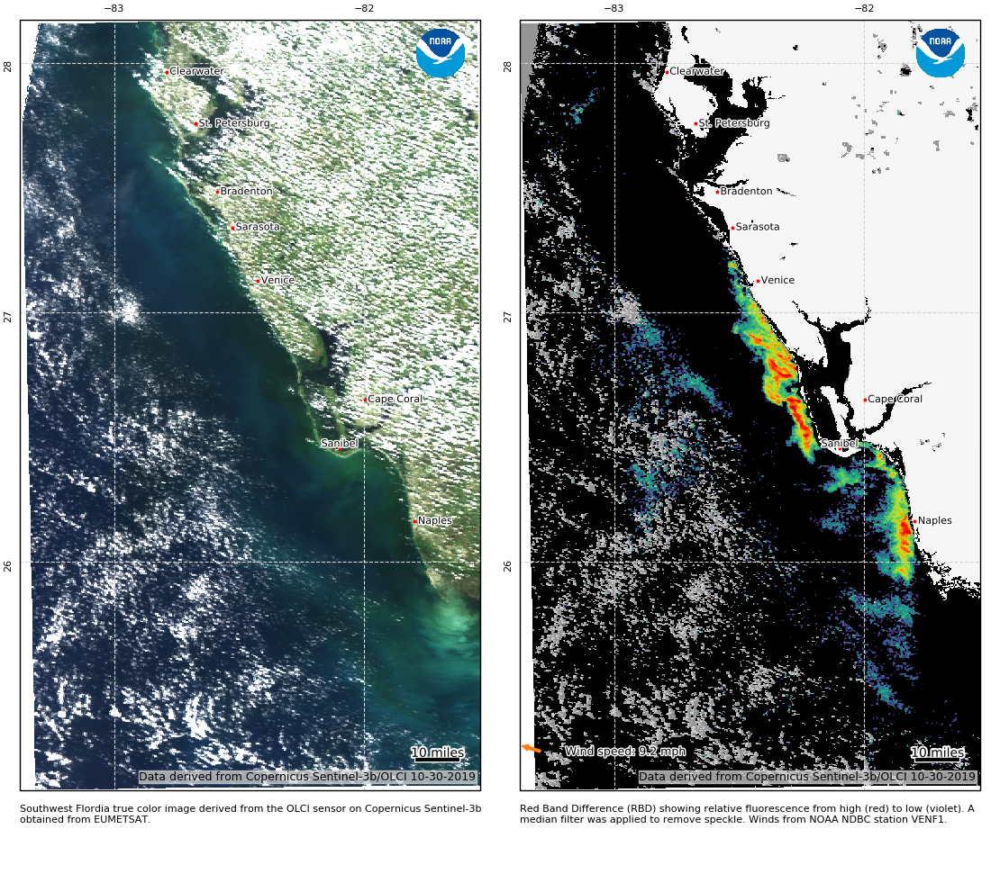 −83
−82
28
27
26
NOAA
Clearwater
St. Petersburg
Bradenton
Sarasota
Venice
Cape Coral
Sanibel
Naples
10 miles
Data derived from Copernicus Sentinel-3b/OLCI 10-30-2019
Southwest Flordia true color image derived from the OLCI sensor on Copernicus Sentinel-3b
obtained from EUMETSAT.
−83
−82
28
27
26
NOAA
Clearwater
St. Petersburg
Bradenton
Sarasota
Venice
Cape Coral
Sanibel
Naples
Wind speed: 9.2 mph
10 miles
Data derived from Copernicus Sentinel-3b/OLCI 10-30-2019
Red Band Difference (RBD) showing relative fluorescence from high (red) to low (violet). A
median filter was applied to remove speckle. Winds from NOAA NDBC station VENF1.